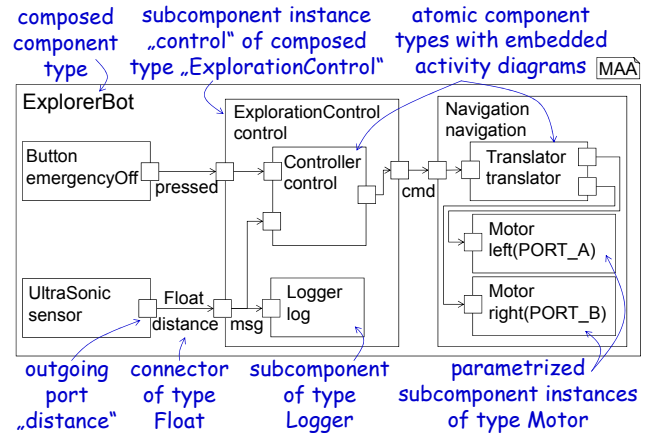 composed
component
type
subcomponent instance
„control“ of composed
type „ExplorationControl“
atomic component
types with embedded
activity diagrams
MAA
ExplorerBot
ExplorationControl
control
Navigation
navigation
Button
emergencyOff
pressed
Controller
control
cmd
Translator
translator
Motor
left(PORT_A)
UltraSonic
sensor
Float
distance
msg
Logger
log
Motor
right(PORT_B)
outgoing
port
„distance“
connector
of type
Float
subcomponent
of type
Logger
parametrized
subcomponent instances
of type Motor